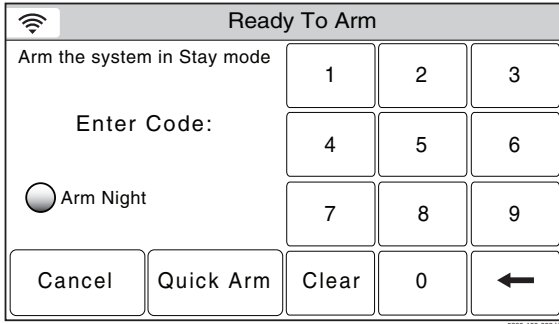 Ready To Arm
Arm the system in Stay mode
Enter Code:
Arm Night
1 2 3
4 5 6
7 8 9
Cancel Quick Arm Clear 0